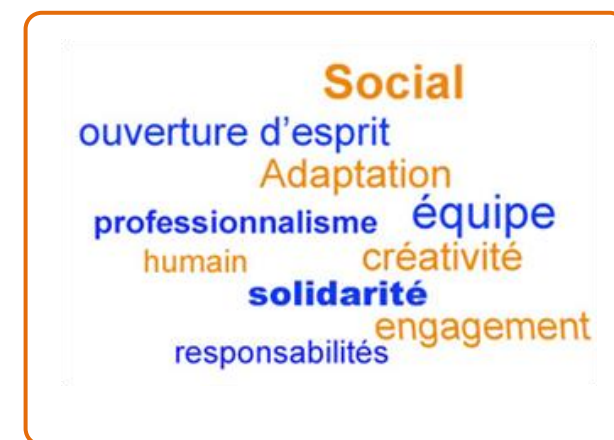 Social
ouverture d’esprit
Adaptation
professionnalisme équipe
humain créativité
solidarité
engagement
responsabilités